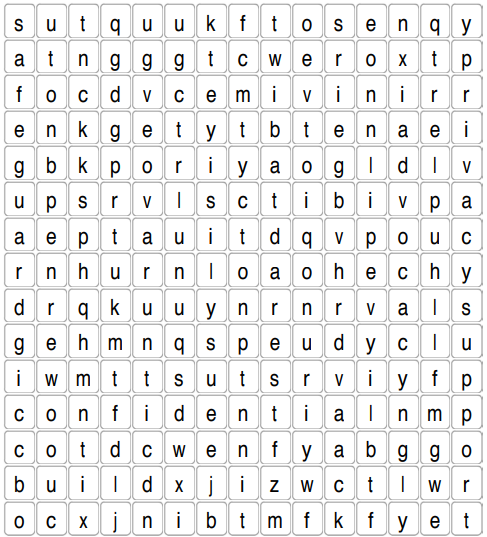 s u t q u u k f t o s e n q y
a t n g g g t c w e r o x t p
f o c d v c e m i v i n i r r
e n k g e t y t b t e n a e i
g b k p o r i y a o g l d l v
u p s r v l s c t i b i v p a
a e p t a u i t d q v p o u c
r n h u r n l o a o h e c h y
d r q k u u y n r n r v a l s
g e h m n q s p e u d y c l u
i w m t t s u t s r v i y f p
c o n f i d e n t i a l n m p
c o t d c w e n f y a b g g o
b u i l d x j i z w c t l w r
o c x j n i b t m f k f y e t